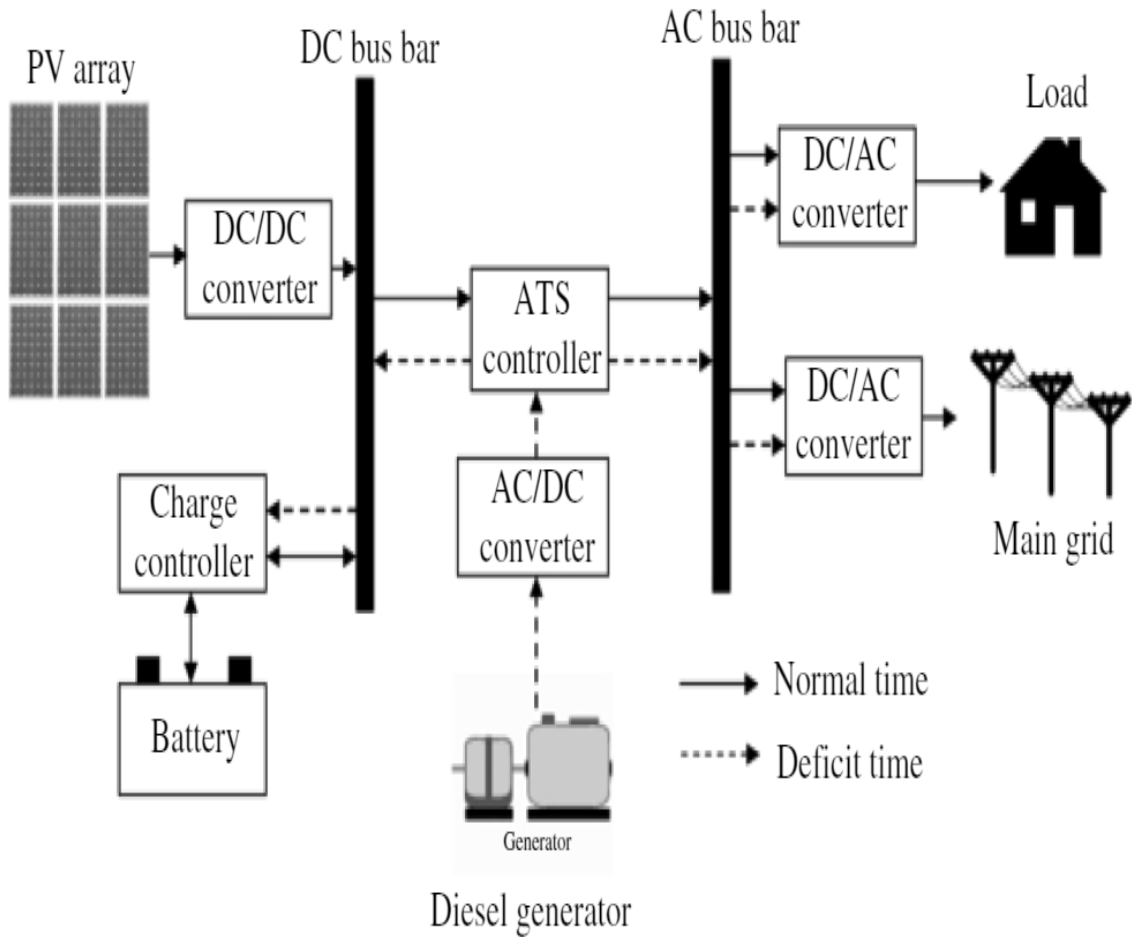 PV array
DC bus bar
AC bus bar
Load
DC/DC
converter
ATS
controller
DC/AC
converter
DC/AC
converter
Main grid
Charge
controller
AC/DC
converter
Battery
Generator
Diesel generator
Normal time
Deficit time